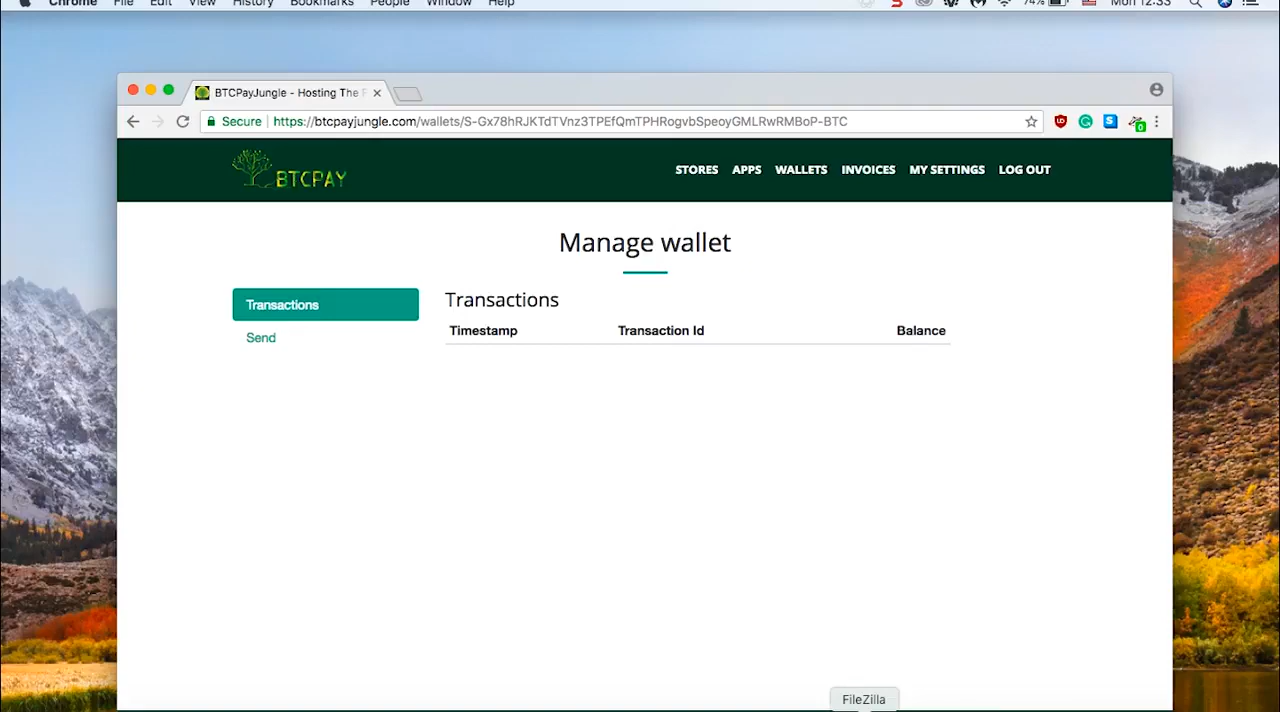 Chrome File Edit View History Bookmarks People Window Help 74% Mon 12:33
BTCPayJungle - Hosting The
Secure https://btcpayjungle.com/wallets/S-Gx78hRJKTdTVnz3TPEfQmTPHRogvbSpeoyGMLRwRMBoP-BTC
BTCPAY STORES APPS WALLETS INVOICES MY SETTINGS LOG OUT
Manage wallet
Transactions
Send
Transactions
Timestamp Transaction Id Balance
FileZilla